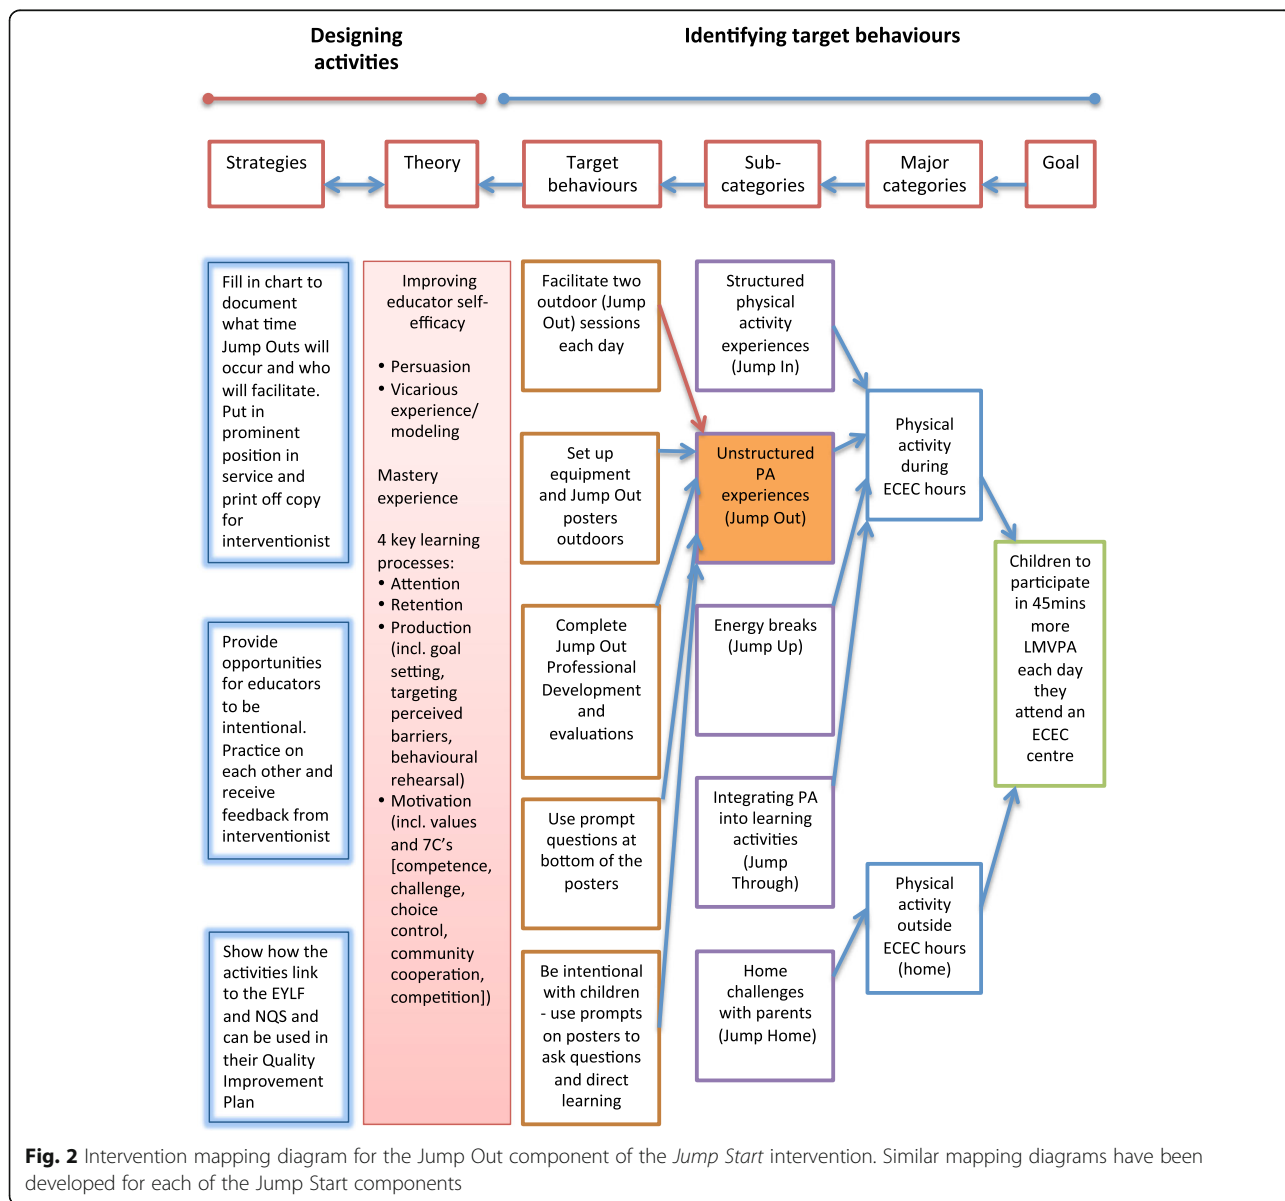 Designing
activities
Identifying target behaviours
Strategies
Theory
Target
behaviours
Sub-
categories
Major
categories
Goal
Fill in chart to
document
what time
Jump Outs will
occur and who
will facilitate.
Put in
prominent
position in
service and
print off copy
for
interventionist
Provide
opportunities
for educators
to be
intentional.
Practice on
each other and
receive
feedback from
interventionist
Show how the
activities link
to the EYLF
and NQS and
can be used in
their Quality
Improvement
Plan
Improving
educator self-
efficacy
• Persuasion
• Vicarious
experience/
modeling
Mastery
experience
4 key learning
processes:
• Attention
• Retention
• Production
(incl. goal
setting,
targeting
perceived
barriers,
behavioural
rehearsal)
• Motivation
(incl. values
and 7C's
[competence,
challenge,
choice
control,
community
cooperation,
competition])
Facilitate two
outdoor (Jump
Out) sessions
each day
Set up
equipment
and Jump Out
posters
outdoors
Complete
Jump Out
Professional
Development
and
evaluations
Use prompt
questions at
bottom of the
posters
Be intentional
with children
- use prompts
on posters to
ask questions
and direct
learning
Structured
physical
activity
experiences
(Jump In)
Unstructured
PA
experiences
(Jump Out)
Energy breaks
(Jump Up)
Integrating PA
into learning
activities
(Jump
Through)
Home
challenges
with parents
(Jump Home)
Physical
activity
during
ECEC hours
Physical
activity
outside
ECEC hours
(home)
Children to
participate
in 45mins
more
LMVPA
each day
they
attend an
ECEC
centre
Fig. 2 Intervention mapping diagram for the Jump Out component of the Jump Start intervention. Similar mapping diagrams have been
developed for each of the Jump Start components